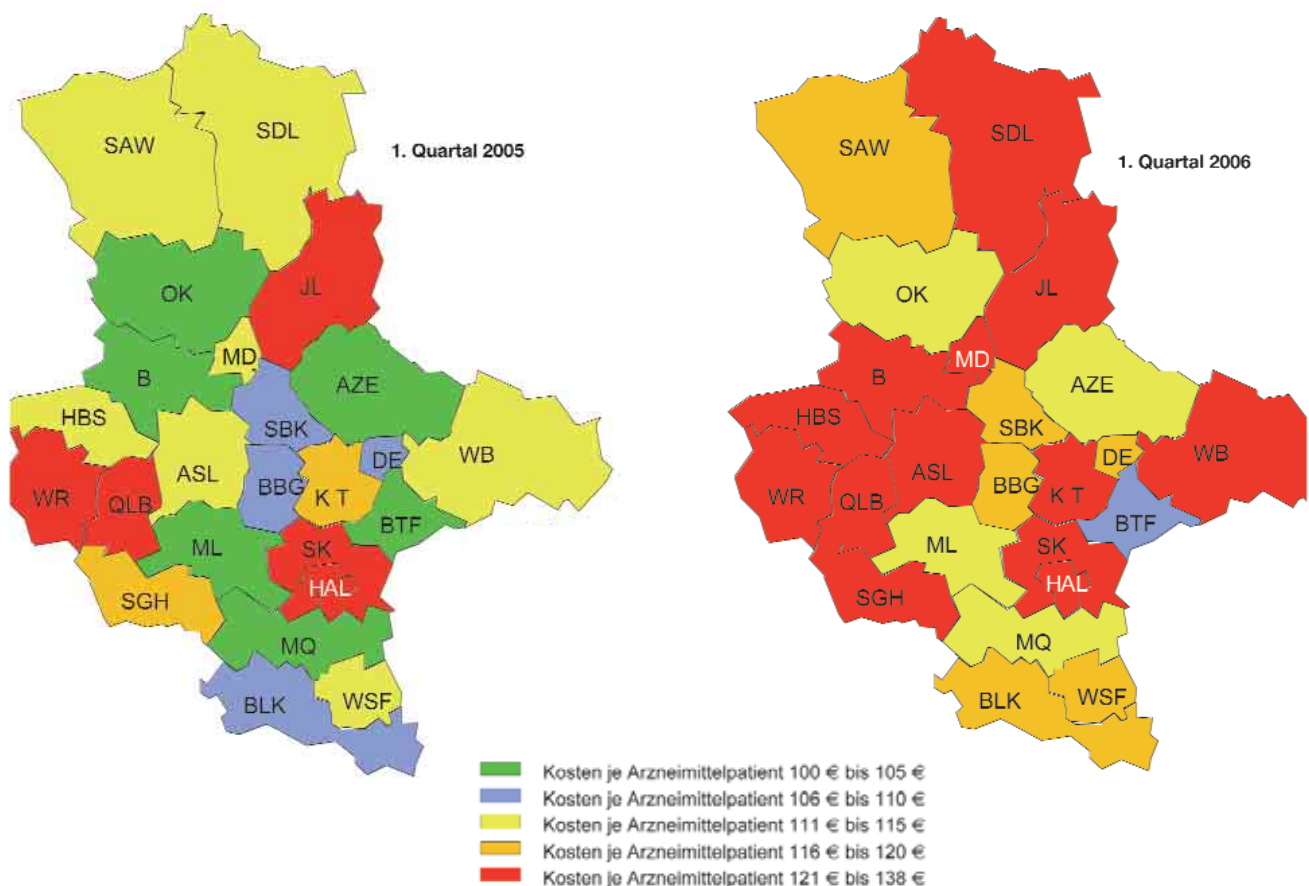 SAW
SDL
1. Quartal 2005
OK
JL
MD
B
AZE
HBS
SBK
WB
ASL
DE
WR
QLB
BBG
K T
BTF
ML
SK
HAL
SGH
MQ
BLK
WSF
SDL
SAW
1. Quartal 2006
OK
JL
MD
B
AZE
HBS
SBK
WB
ASL
DE
WR
QLB
BBG
K T
BTF
ML
SK
HAL
SGH
MQ
BLK
WSF
Kosten je Arzneimittelpatient 100 € bis 105 €
Kosten je Arzneimittelpatient 106 € bis 110 €
Kosten je Arzneimittelpatient 111 € bis 115 €
Kosten je Arzneimittelpatient 116 € bis 120 €
Kosten je Arzneimittelpatient 121 € bis 138 €